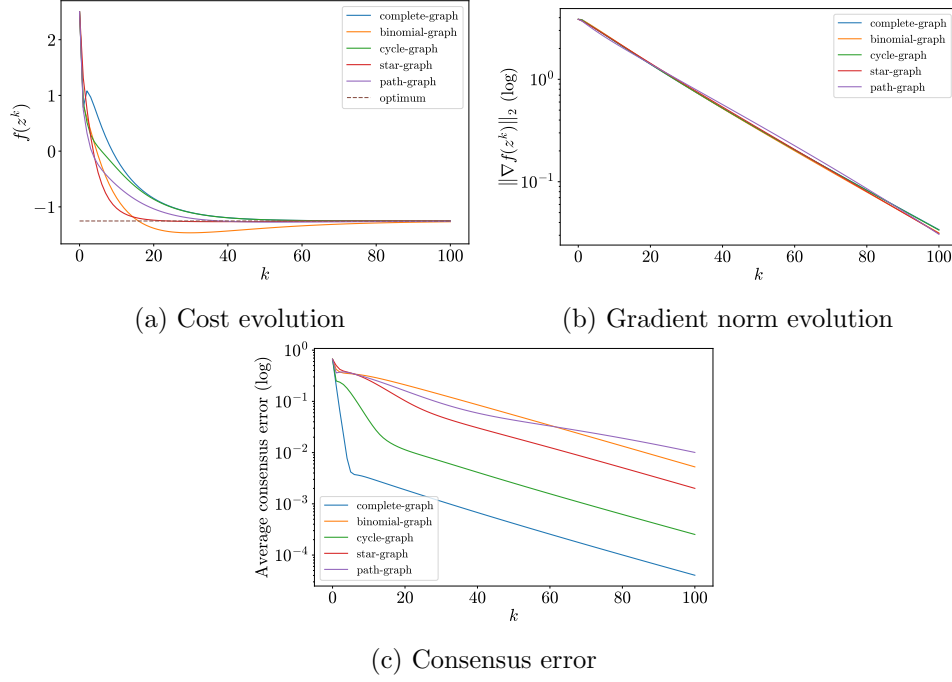 complete-graph
binomial-graph
cycle-graph
star-graph
path-graph
optimum
f(z^k)
2
1
0
−1
0 20 40 60 80 100
k
(a) Cost evolution
complete-graph
binomial-graph
cycle-graph
star-graph
path-graph
‖∇f(z^k)‖_2 (log)
10^0
10^{−1}
0 20 40 60 80 100
k
(b) Gradient norm evolution
Average consensus error (log)
10^0
10^{−1}
10^{−2}
10^{−3}
10^{−4}
complete-graph
binomial-graph
cycle-graph
star-graph
path-graph
0 20 40 60 80 100
k
(c) Consensus error